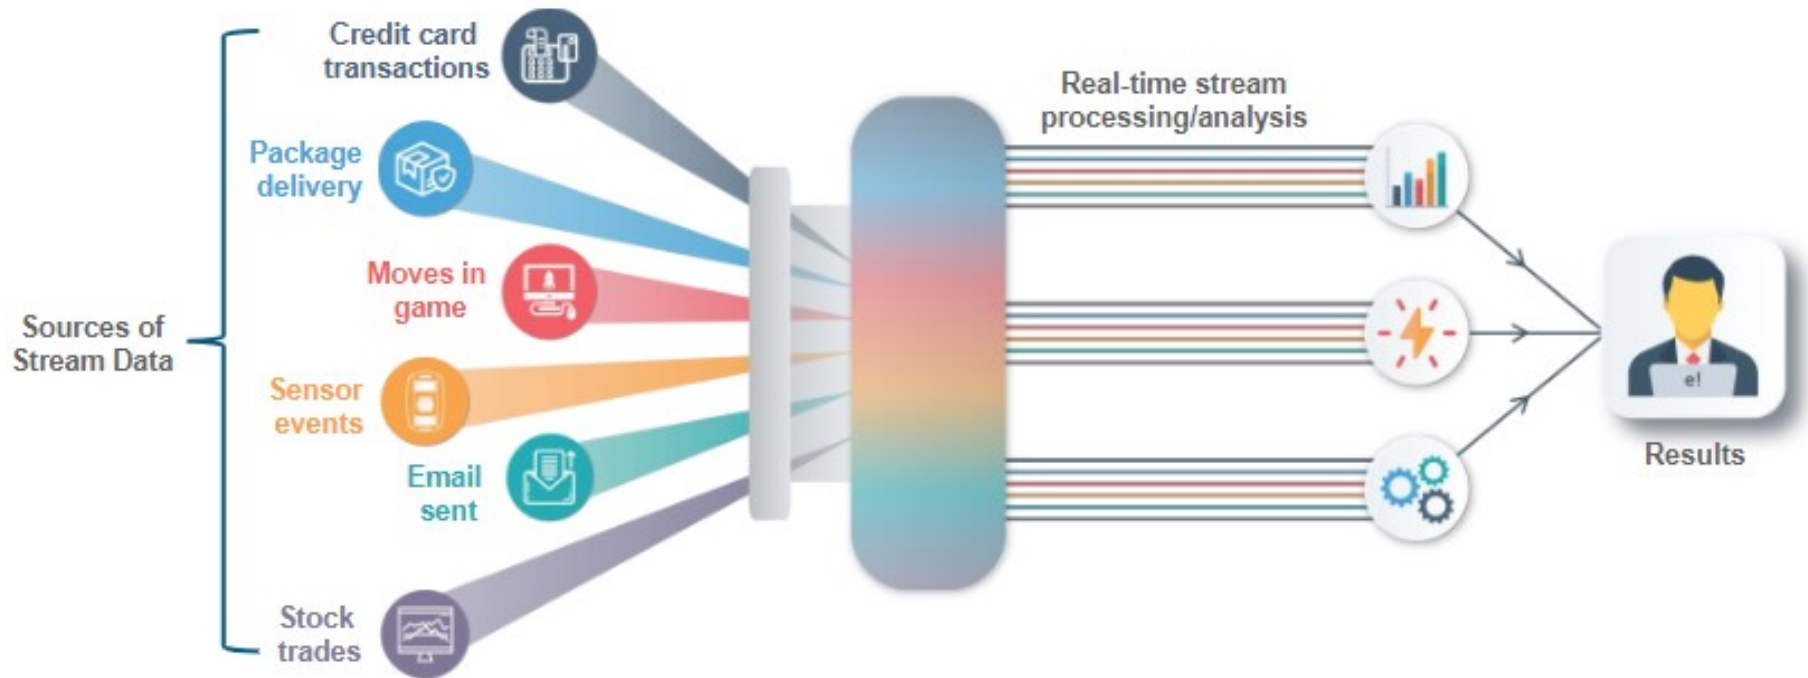 Credit card
transactions
Package
delivery
Moves in
game
Sources of
Stream Data
Sensor
events
Email
sent
Stock
trades
Real-time stream
processing/analysis
e!
Results